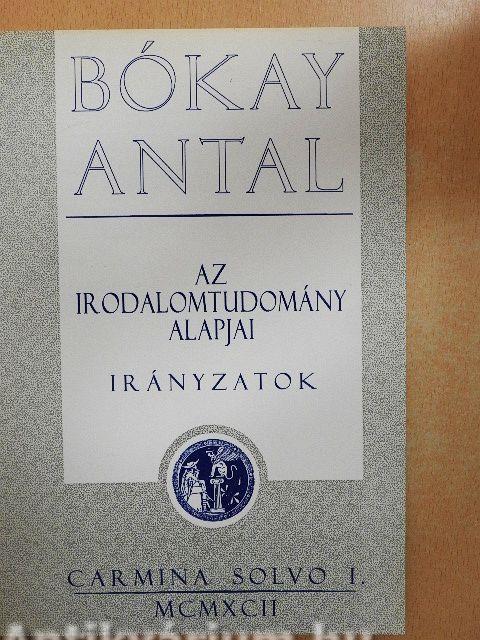 BÓKAY
ANTAL
AZ
IRODALOMTUDOMÁNY
ALAPJAI
IRÁNYZATOK
CARMINA SOLVO I.
MCMXCII